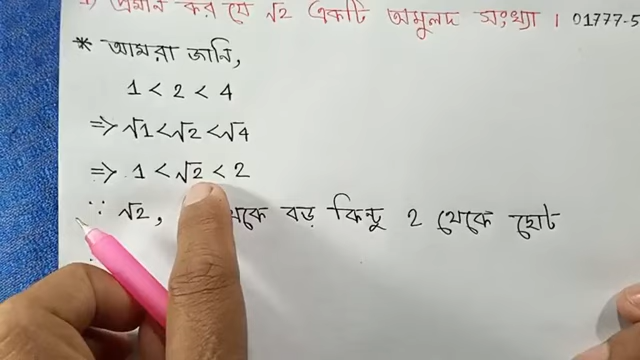 ১) প্রমাণ কর যে √2 একটি অমূলদ সংখ্যা । 01777-5
* আমরা জানি,
1 < 2 < 4
=> √1 < √2 < √4
=> 1 < √2 < 2
∵ √2, থেকে বড় কিন্তু 2 থেকে ছোট